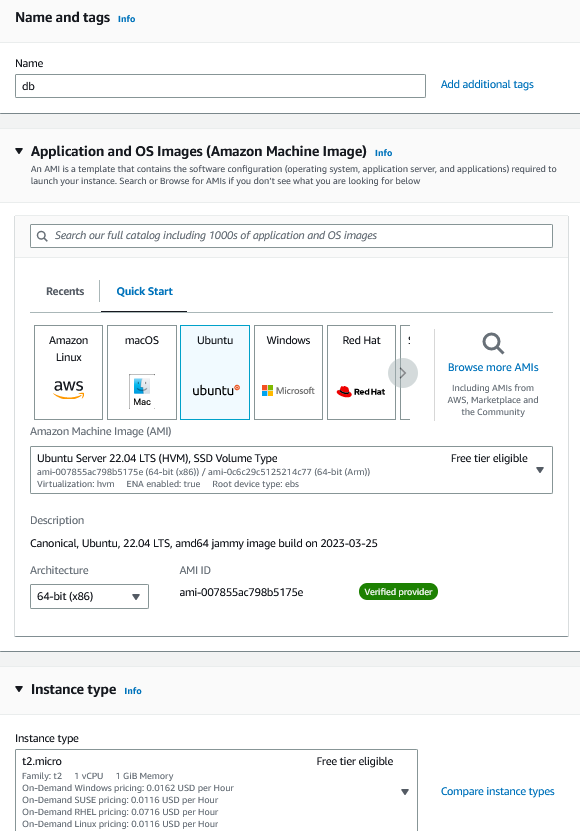 Name and tags Info
Name
db
Add additional tags
Application and OS Images (Amazon Machine Image) Info
An AMI is a template that contains the software configuration (operating system, application server, and applications) required to
launch your instance. Search or Browse for AMIs if you don't see what you are looking for below
Search our full catalog including 1000s of application and OS images
Recents
Quick Start
Amazon
Linux
aws
macOS
Mac
Ubuntu
ubuntu
Windows
Microsoft
Red Hat
Red Hat
S
Browse more AMIs
Including AMIs from
AWS, Marketplace and
the Community
Amazon Machine Image (AMI)
Ubuntu Server 22.04 LTS (HVM), SSD Volume Type
Free tier eligible
ami-007855ac798b5175e (64-bit (x86)) / ami-0c6c29c5125214c77 (64-bit (Arm))
Virtualization: hvm ENA enabled: true Root device type: ebs
Description
Canonical, Ubuntu, 22.04 LTS, amd64 jammy image build on 2023-03-25
Architecture
AMI ID
64-bit (x86)
ami-007855ac798b5175e
Verified provider
Instance type Info
Instance type
t2.micro
Free tier eligible
Family: t2 1 vCPU 1 GiB Memory
On-Demand Windows pricing: 0.0162 USD per Hour
On-Demand SUSE pricing: 0.0116 USD per Hour
On-Demand RHEL pricing: 0.0716 USD per Hour
On-Demand Linux pricing: 0.0116 USD per Hour
Compare instance types